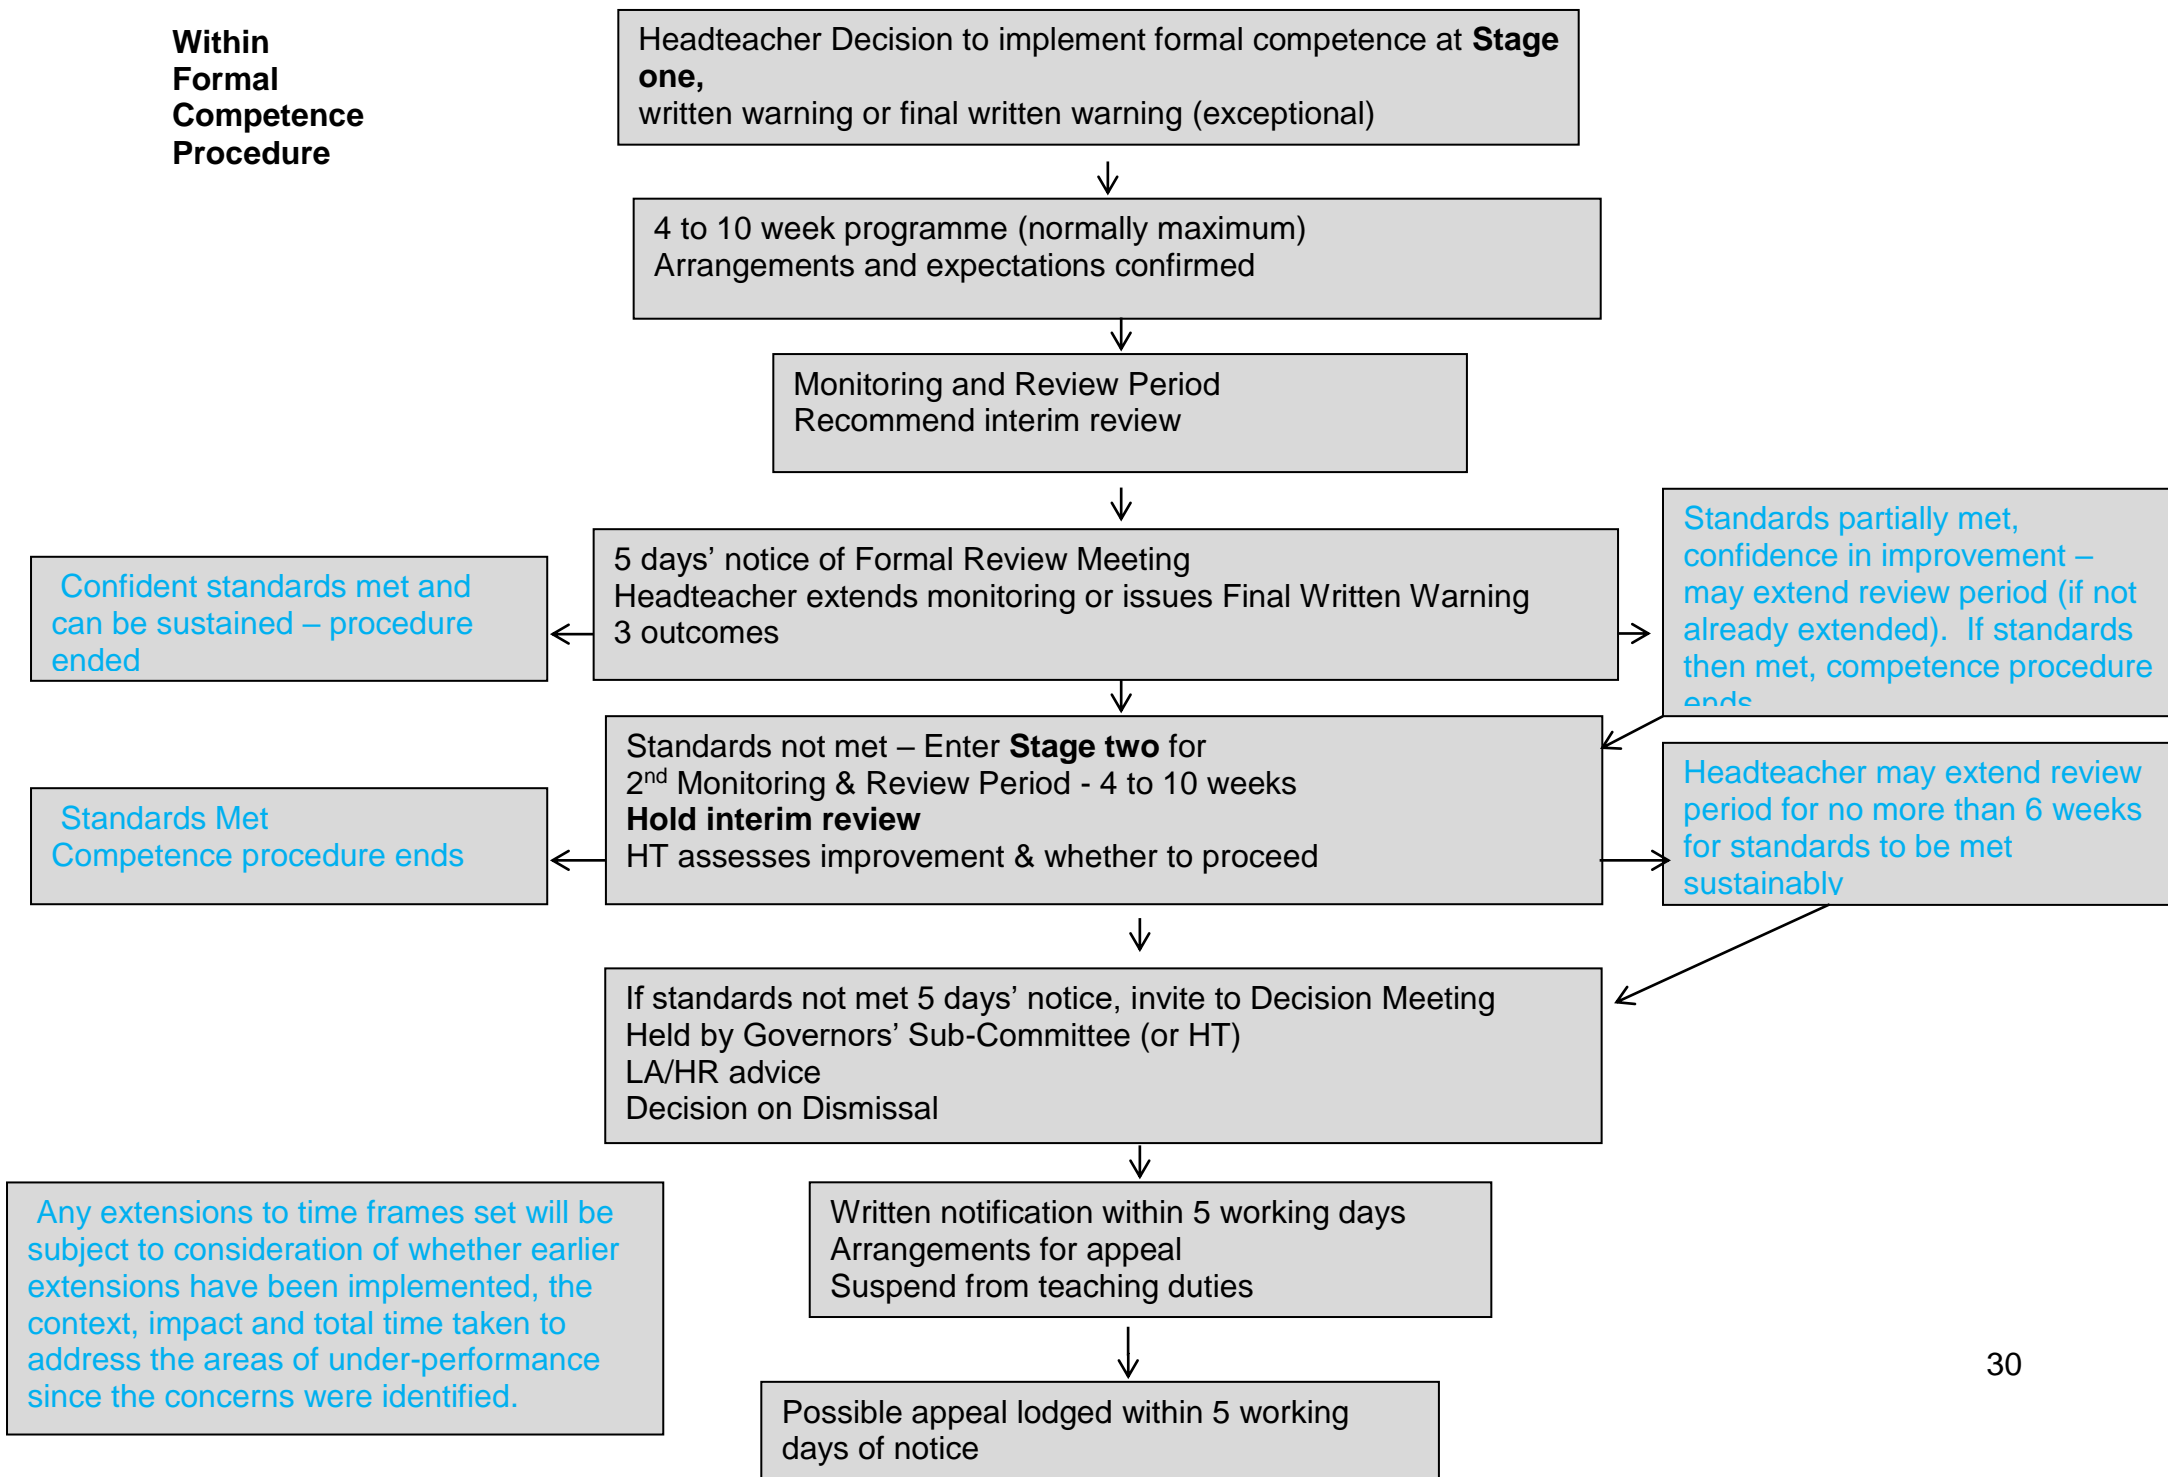 Within
Formal
Competence
Procedure
Headteacher Decision to implement formal competence at Stage
one,
written warning or final written warning (exceptional)
4 to 10 week programme (normally maximum)
Arrangements and expectations confirmed
Monitoring and Review Period
Recommend interim review
5 days’ notice of Formal Review Meeting
Headteacher extends monitoring or issues Final Written Warning
3 outcomes
Confident standards met and
can be sustained – procedure
ended
Standards partially met,
confidence in improvement –
may extend review period (if not
already extended).  If standards
then met, competence procedure
ends
Standards not met – Enter Stage two for
2nd Monitoring & Review Period - 4 to 10 weeks
Hold interim review
HT assesses improvement & whether to proceed
Standards Met
Competence procedure ends
Headteacher may extend review
period for no more than 6 weeks
for standards to be met
sustainably
If standards not met 5 days’ notice, invite to Decision Meeting
Held by Governors’ Sub-Committee (or HT)
LA/HR advice
Decision on Dismissal
Any extensions to time frames set will be
subject to consideration of whether earlier
extensions have been implemented, the
context, impact and total time taken to
address the areas of under-performance
since the concerns were identified.
Written notification within 5 working days
Arrangements for appeal
Suspend from teaching duties
Possible appeal lodged within 5 working
days of notice
30